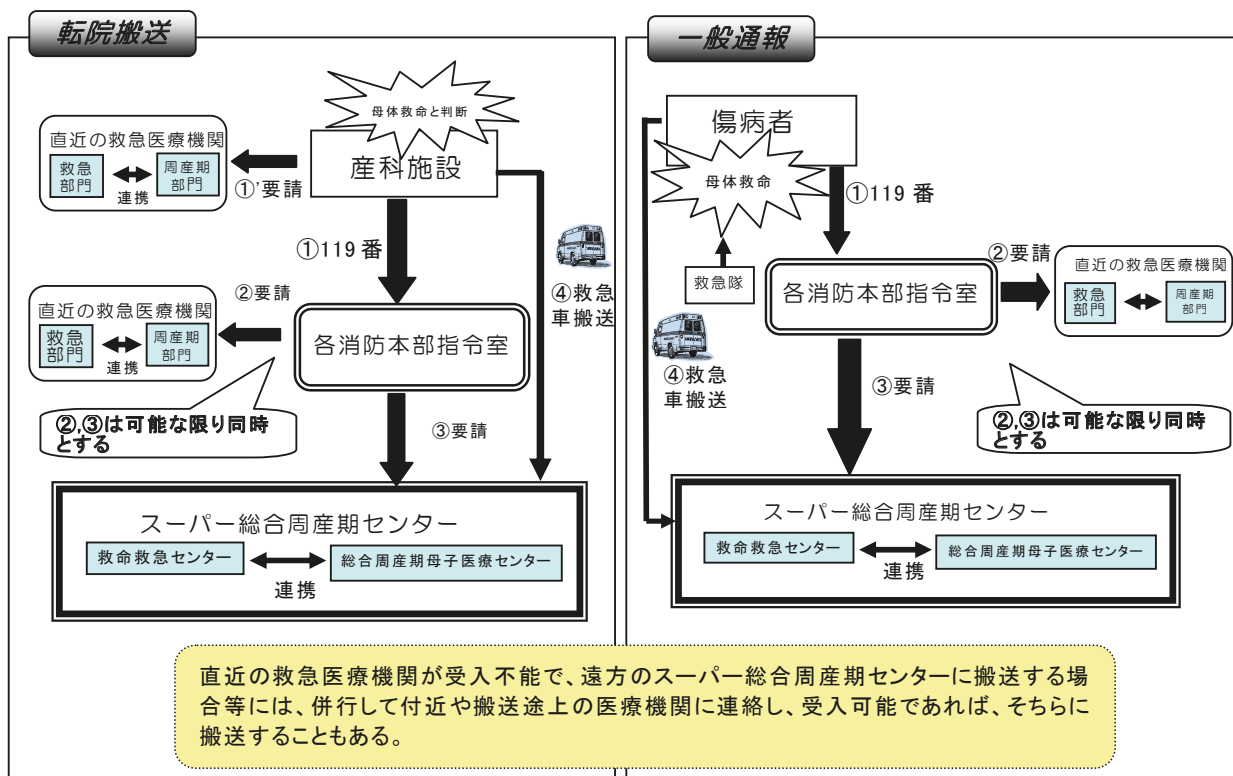 転院搬送
母体救命と判断
産科施設
直近の救急医療機関
救急
部門
連携
周産期
部門
①’要請
①119 番
④救急
車搬送
②要請
直近の救急医療機関
救急
部門
連携
周産期
部門
各消防本部指令室
②,③は可能な限り同時
とする
③要請
スーパー総合周産期センター
救命救急センター
連携
総合周産期母子医療センター
一般通報
傷病者
母体救命
①119 番
救急隊
各消防本部指令室
②要請
直近の救急医療機関
救急
部門
周産期
部門
④救急
車搬送
③要請
②,③は可能な限り同時
とする
スーパー総合周産期センター
救命救急センター
連携
総合周産期母子医療センター
直近の救急医療機関が受入不能で、遠方のスーパー総合周産期センターに搬送する場
合等には、併行して付近や搬送途上の医療機関に連絡し、受入可能であれば、そちらに
搬送することもある。